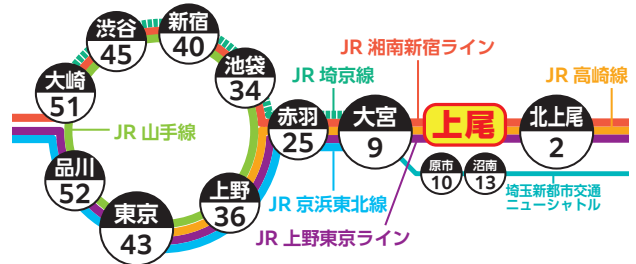 渋谷
45
新宿
40
池袋
34
大崎
51
JR 山手線
品川
52
東京
43
上野
36
赤羽
25
JR 埼京線
JR 湘南新宿ライン
大宮
9
上尾
北上尾
2
JR 高崎線
原市
10
沼南
13
埼玉新都市交通
ニューシャトル
JR 京浜東北線
JR 上野東京ライン